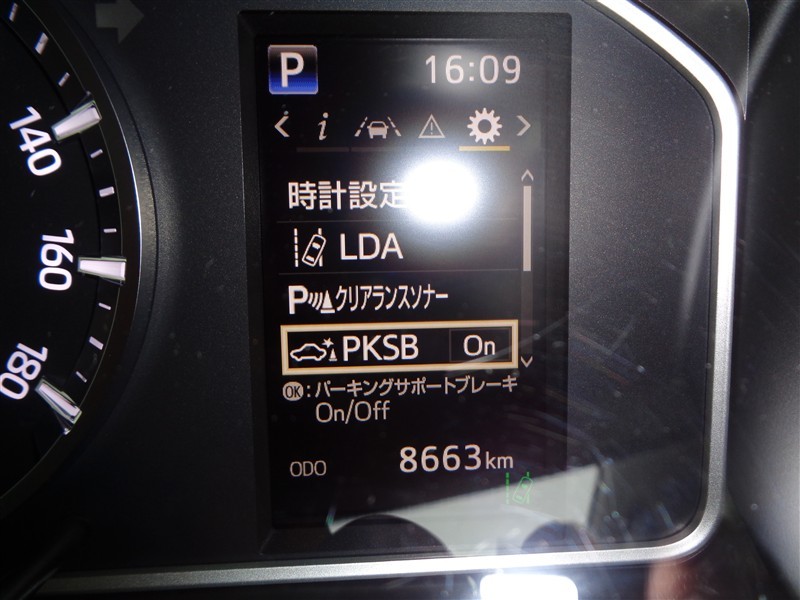 P 16:09
i
時計設定
LDA
Pクリアランスソナー
PKSB On
OK:パーキングサポートブレーキ
On/Off
ODO 8663km
140
160
180